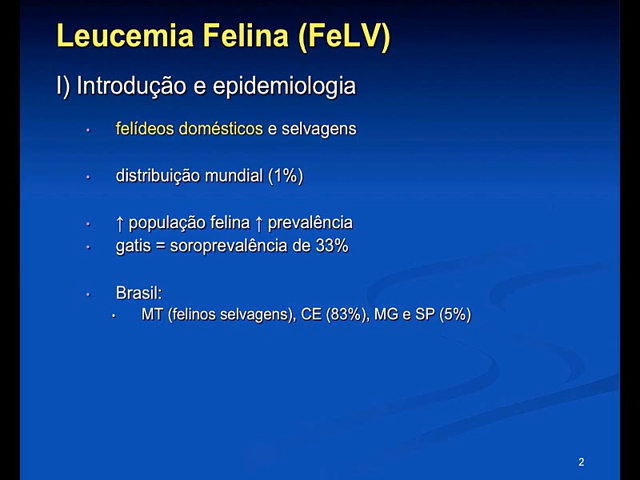 Leucemia Felina (FeLV)
I) Introdução e epidemiologia
• felídeos domésticos e selvagens
• distribuição mundial (1%)
• ↑ população felina ↑ prevalência
• gatis = soroprevalência de 33%
• Brasil:
• MT (felinos selvagens), CE (83%), MG e SP (5%)
2